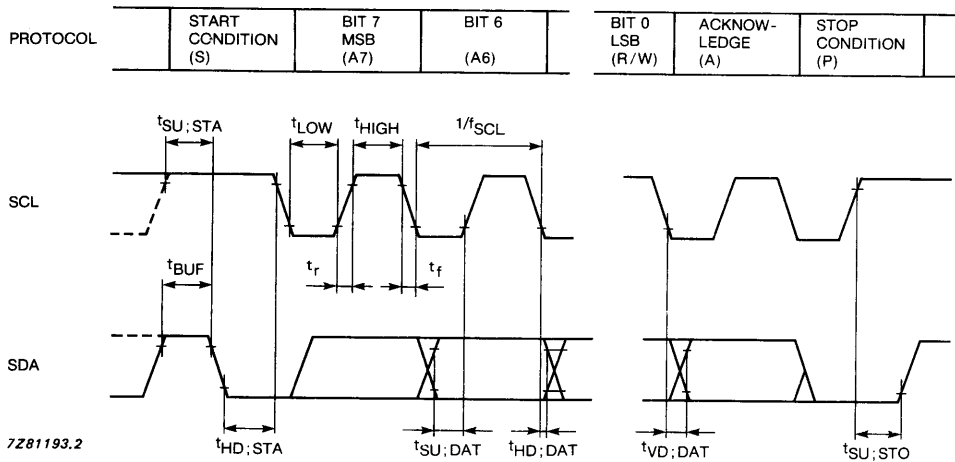 PROTOCOL
START
CONDITION
(S)
BIT 7
MSB
(A7)
BIT 6
(A6)
BIT 0
LSB
(R/W)
ACKNOW-
LEDGE
(A)
STOP
CONDITION
(P)
tSU;STA
tLOW
tHIGH
1/fSCL
SCL
tBUF
tr
tf
SDA
tHD;STA
tSU;DAT
tHD;DAT
tVD;DAT
tSU;STO
7Z81193.2